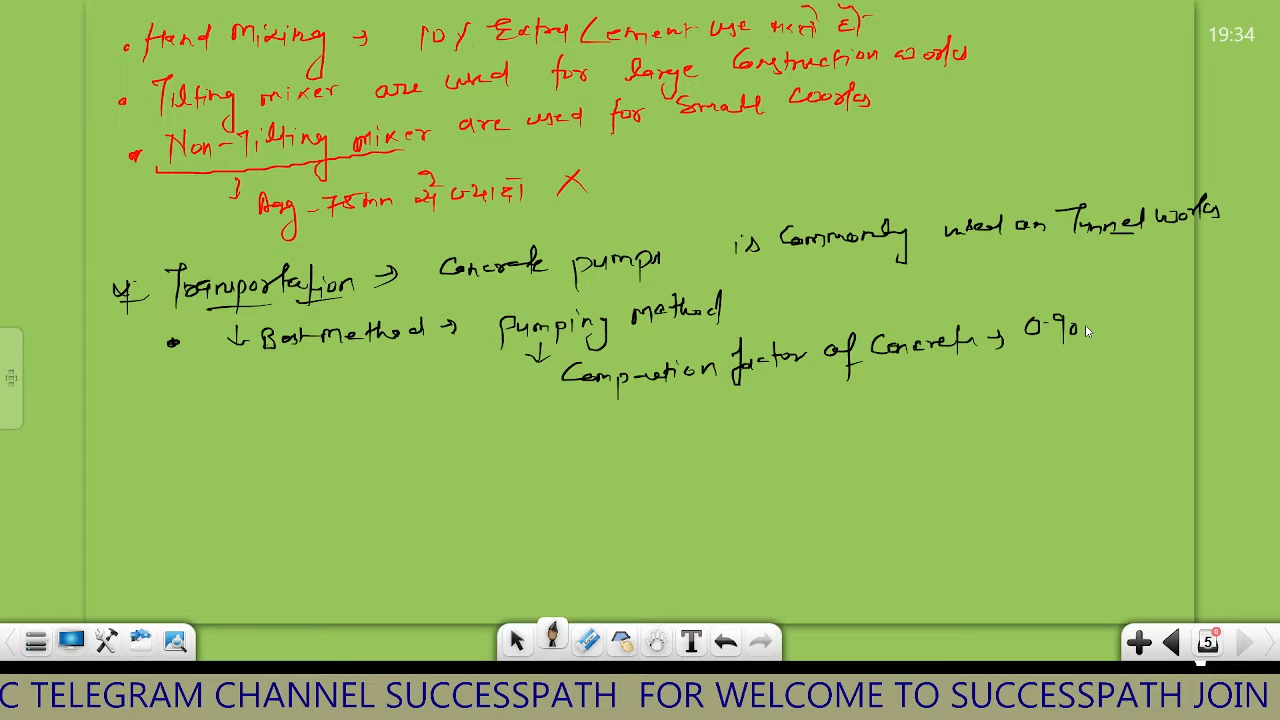 19:34
• Hand Mixing → 10% Extra Cement use करते है
• Tilting mixer are used for large Construction works
• Non-Tilting mixer are used for Small works
↓ Agg - 75mm से ज्यादा ×
* Transportation → Concrete pumps is Commonly used on Tunnel works
• ↓ Best Method → Pumping Method
↓ Compaction factor of Concrete → 0.90
T
5
C TELEGRAM CHANNEL SUCCESSPATH FOR WELCOME TO SUCCESSPATH JOIN